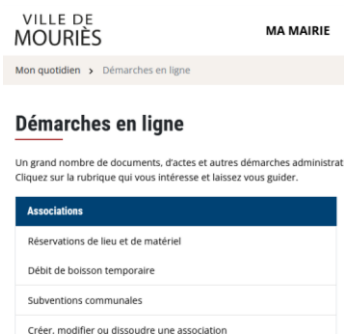 VILLE DE
MOURIÈS
MA MAIRIE
Mon quotidien > Démarches en ligne
Démarches en ligne
Un grand nombre de documents, d'actes et autres démarches administrat
Cliquez sur la rubrique qui vous intéresse et laissez vous guider.
Associations
Réservations de lieu et de matériel
Débit de boisson temporaire
Subventions communales
Créer, modifier ou dissoudre une association